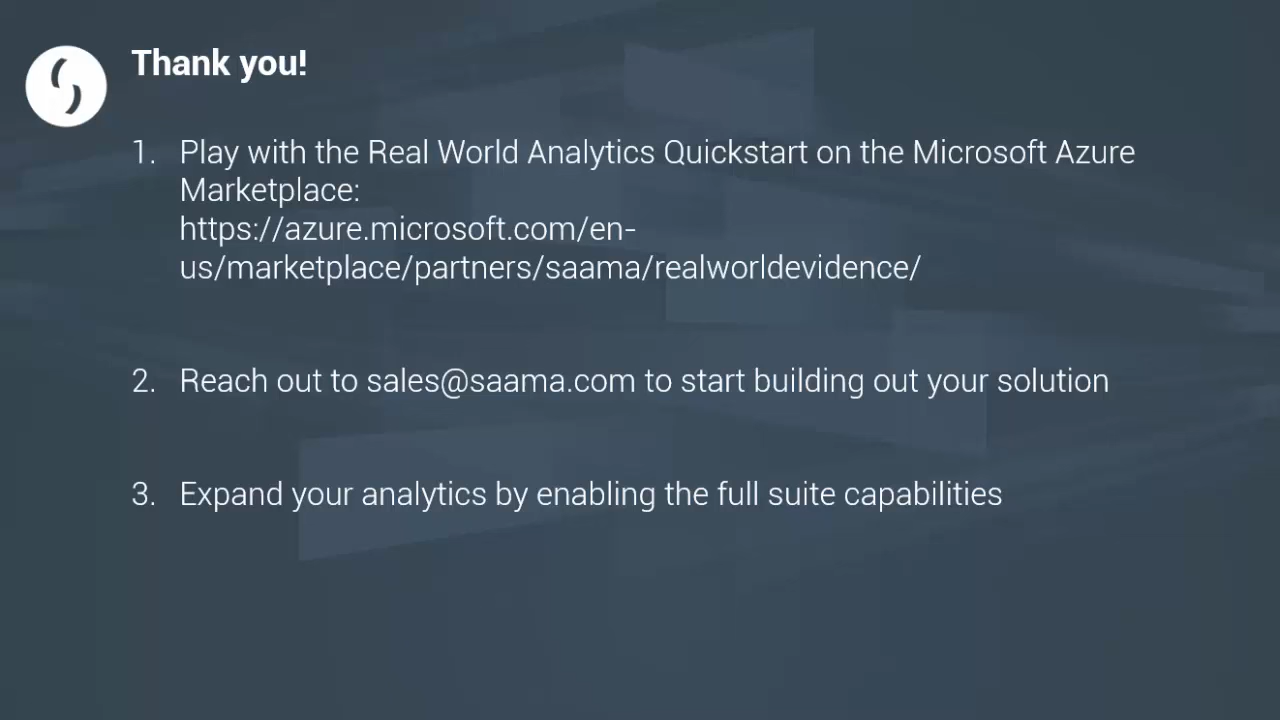 Thank you!
1. Play with the Real World Analytics Quickstart on the Microsoft Azure
Marketplace:
https://azure.microsoft.com/en-
us/marketplace/partners/saama/realworldevidence/
2. Reach out to sales@saama.com to start building out your solution
3. Expand your analytics by enabling the full suite capabilities